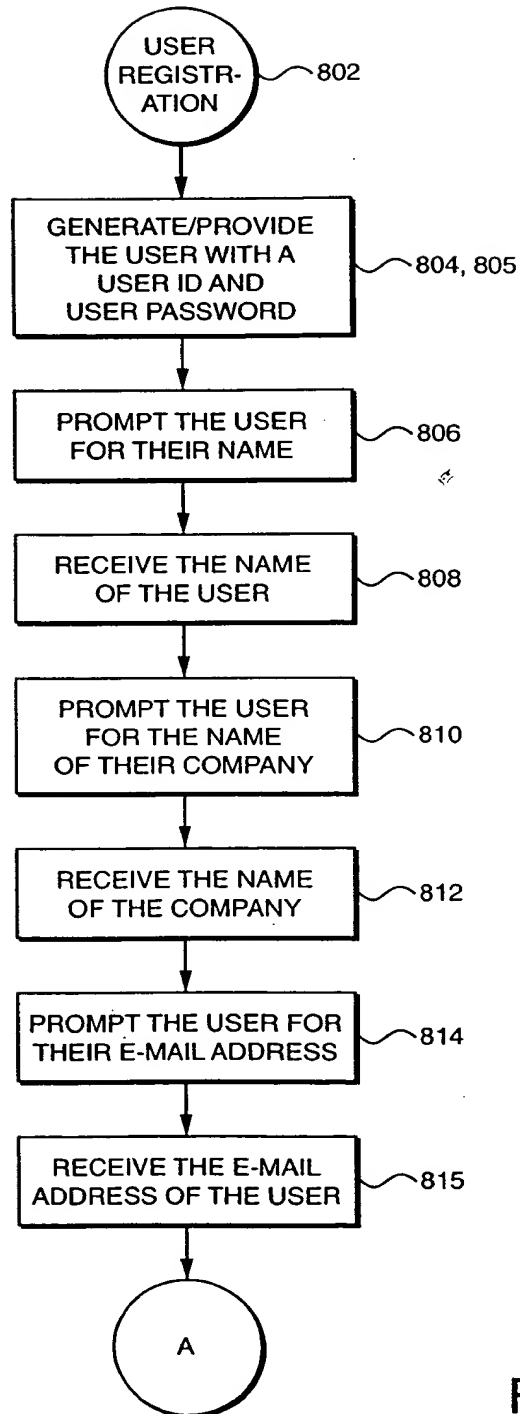 USER
REGISTR-
ATION
802
GENERATE/PROVIDE
THE USER WITH A
USER ID AND
USER PASSWORD
804, 805
PROMPT THE USER
FOR THEIR NAME
806
RECEIVE THE NAME
OF THE USER
808
PROMPT THE USER
FOR THE NAME
OF THEIR COMPANY
810
RECEIVE THE NAME
OF THE COMPANY
812
PROMPT THE USER FOR
THEIR E-MAIL ADDRESS
814
RECEIVE THE E-MAIL
ADDRESS OF THE USER
815
A